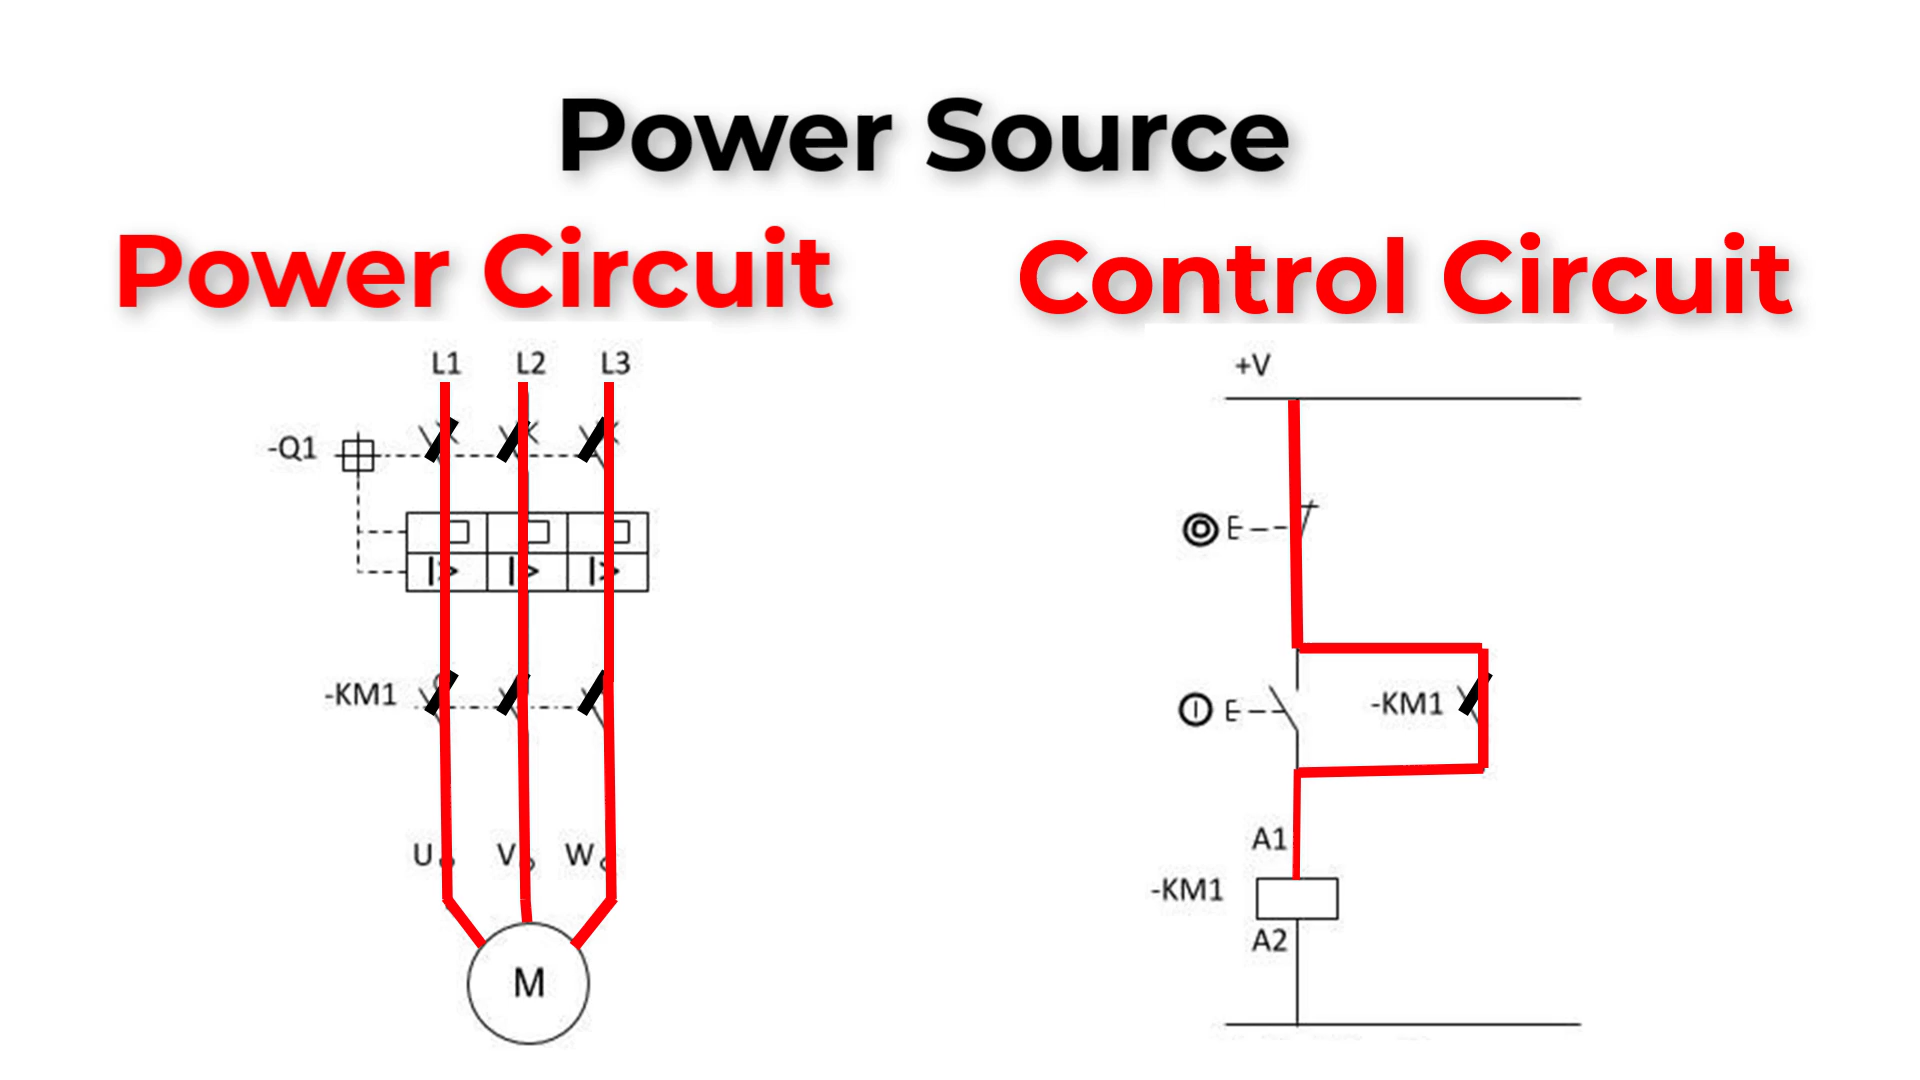 Power Source
Power Circuit
Control Circuit
L1 L2 L3
-Q1
I> I> I>
-KM1
U V W
M
+V
E
E
-KM1
A1
-KM1
A2